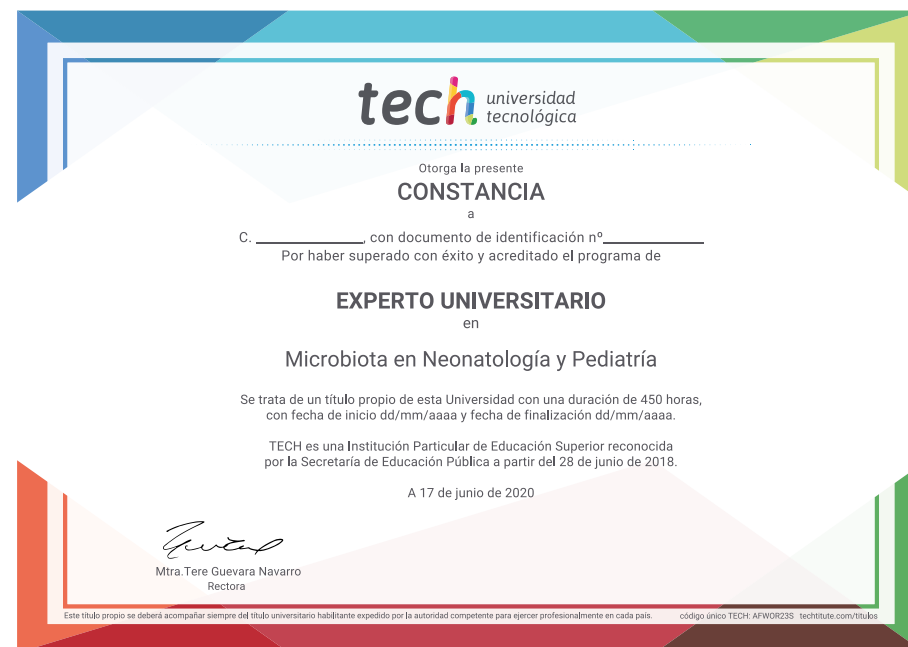 tech universidad
tecnológica
Otorga la presente
CONSTANCIA
a
C. ____________, con documento de identificación nº____________
Por haber superado con éxito y acreditado el programa de
EXPERTO UNIVERSITARIO
en
Microbiota en Neonatología y Pediatría
Se trata de un título propio de esta Universidad con una duración de 450 horas,
con fecha de inicio dd/mm/aaaa y fecha de finalización dd/mm/aaaa.
TECH es una Institución Particular de Educación Superior reconocida
por la Secretaría de Educación Pública a partir del 28 de junio de 2018.
A 17 de junio de 2020
Mtra.Tere Guevara Navarro
Rectora
Este título propio se deberá acompañar siempre del título universitario habilitante expedido por la autoridad competente para ejercer profesionalmente en cada país. código único TECH: AFWOR23S techtitute.com/titulos